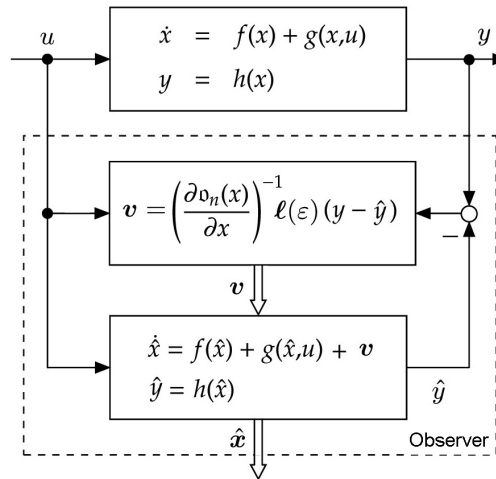 u
y
ẋ = f(x) + g(x,u)
y = h(x)
𝒗 = (∂𝔬ₙ(x)/∂x)⁻¹ ℓ(ε) (y − ŷ)
−
𝒗
x̂̇ = f(x̂) + g(x̂,u) + 𝒗
ŷ = h(x̂)
ŷ
x̂
Observer